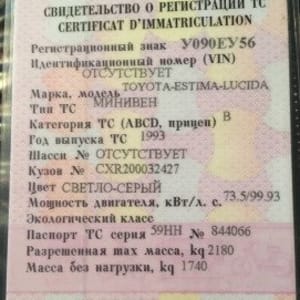 СВИДЕТЕЛЬСТВО О РЕГИСТРАЦИИ ТС
CERTIFICAT D'IMMATRICULATION
Регистрационный знак У090ЕУ56
Идентификационный номер (VIN)
ОТСУТСТВУЕТ
Марка, модель TOYOTA-ESTIMA-LUCIDA
Тип ТС МИНИВЕН
Категория ТС (ABCD, прицеп) B
Год выпуска ТС 1993
Шасси № ОТСУТСТВУЕТ
Кузов № CXR200032427
Цвет СВЕТЛО-СЕРЫЙ
Мощность двигателя, кВт/л. с. 73.5/99.93
Экологический класс
Паспорт ТС серия 59НН № 844066
Разрешенная max масса, kg 2180
Масса без нагрузки, kg 1740